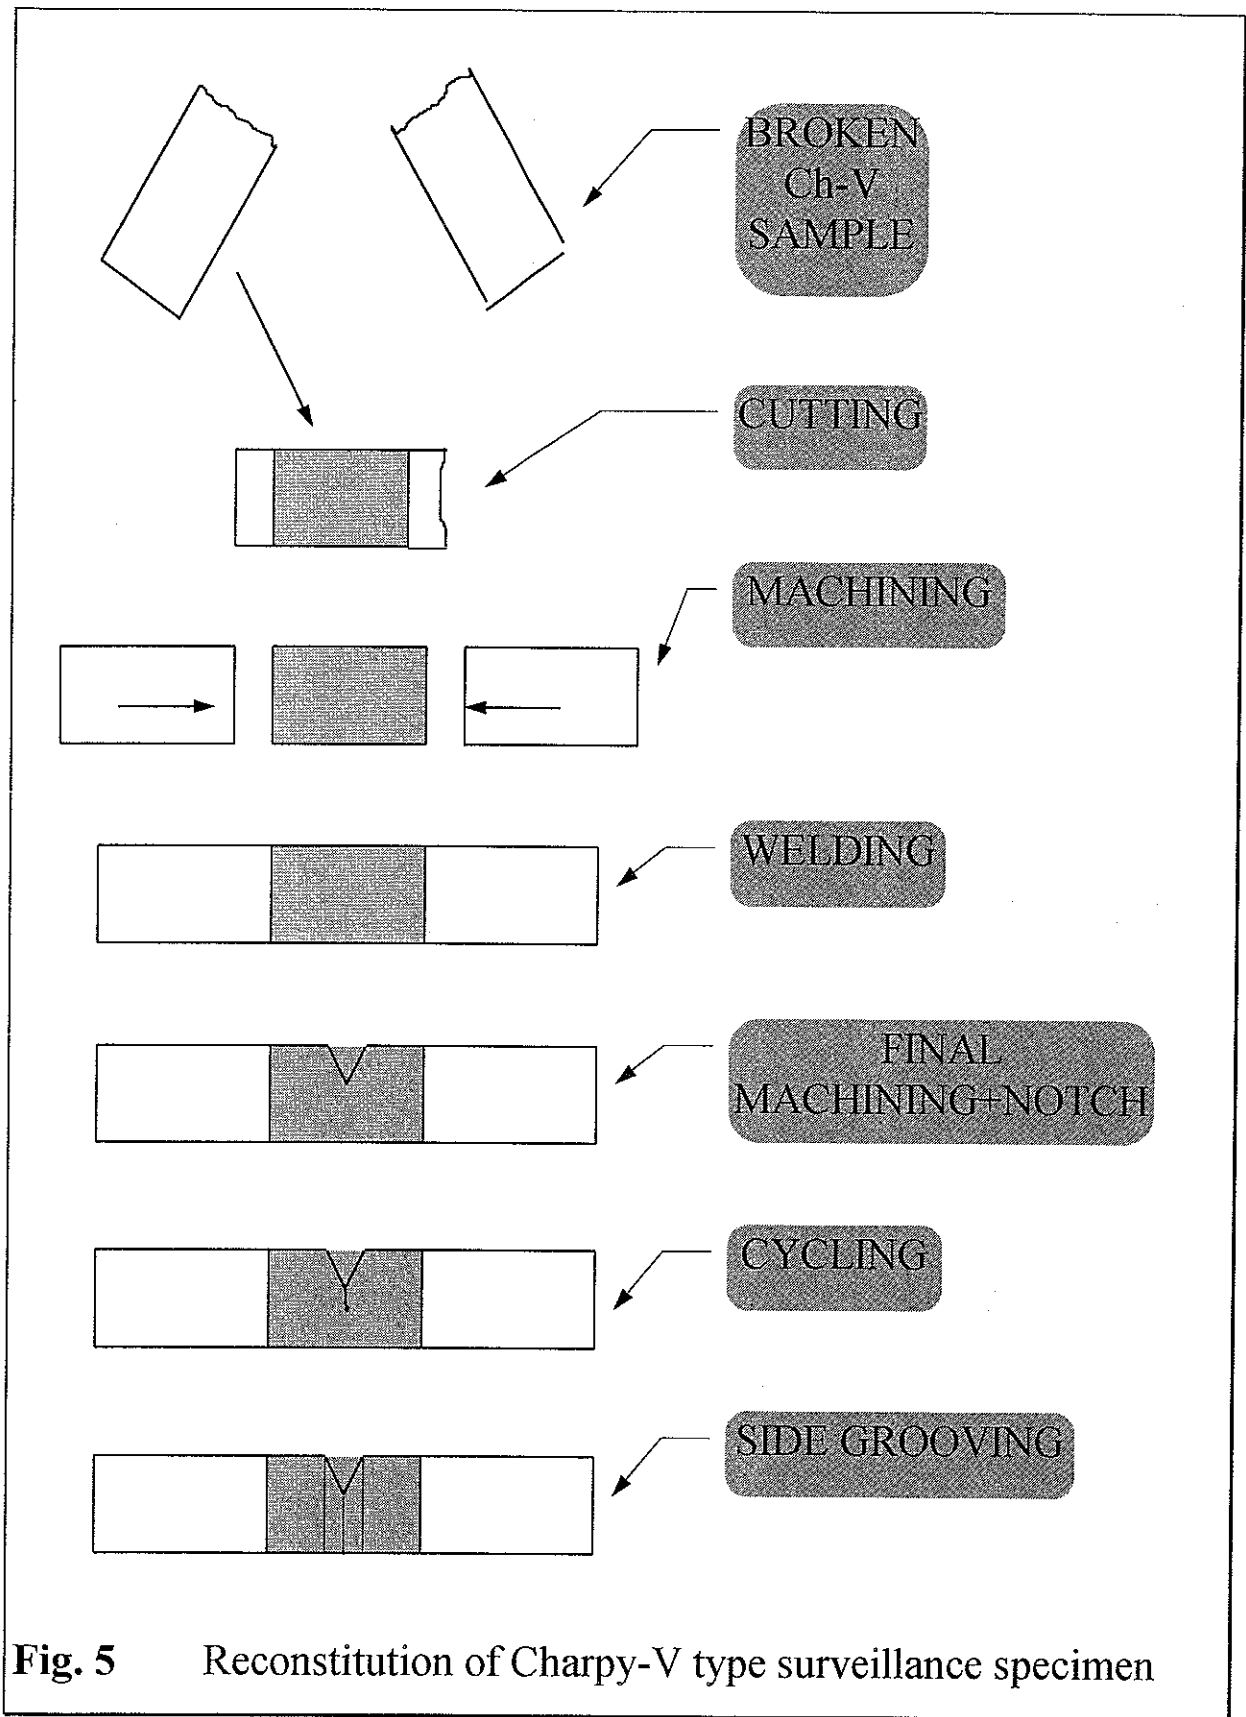 BROKEN
Ch-V
SAMPLE
CUTTING
MACHINING
WELDING
FINAL
MACHINING+NOTCH
CYCLING
SIDE GROOVING
Fig. 5 Reconstitution of Charpy-V type surveillance specimen